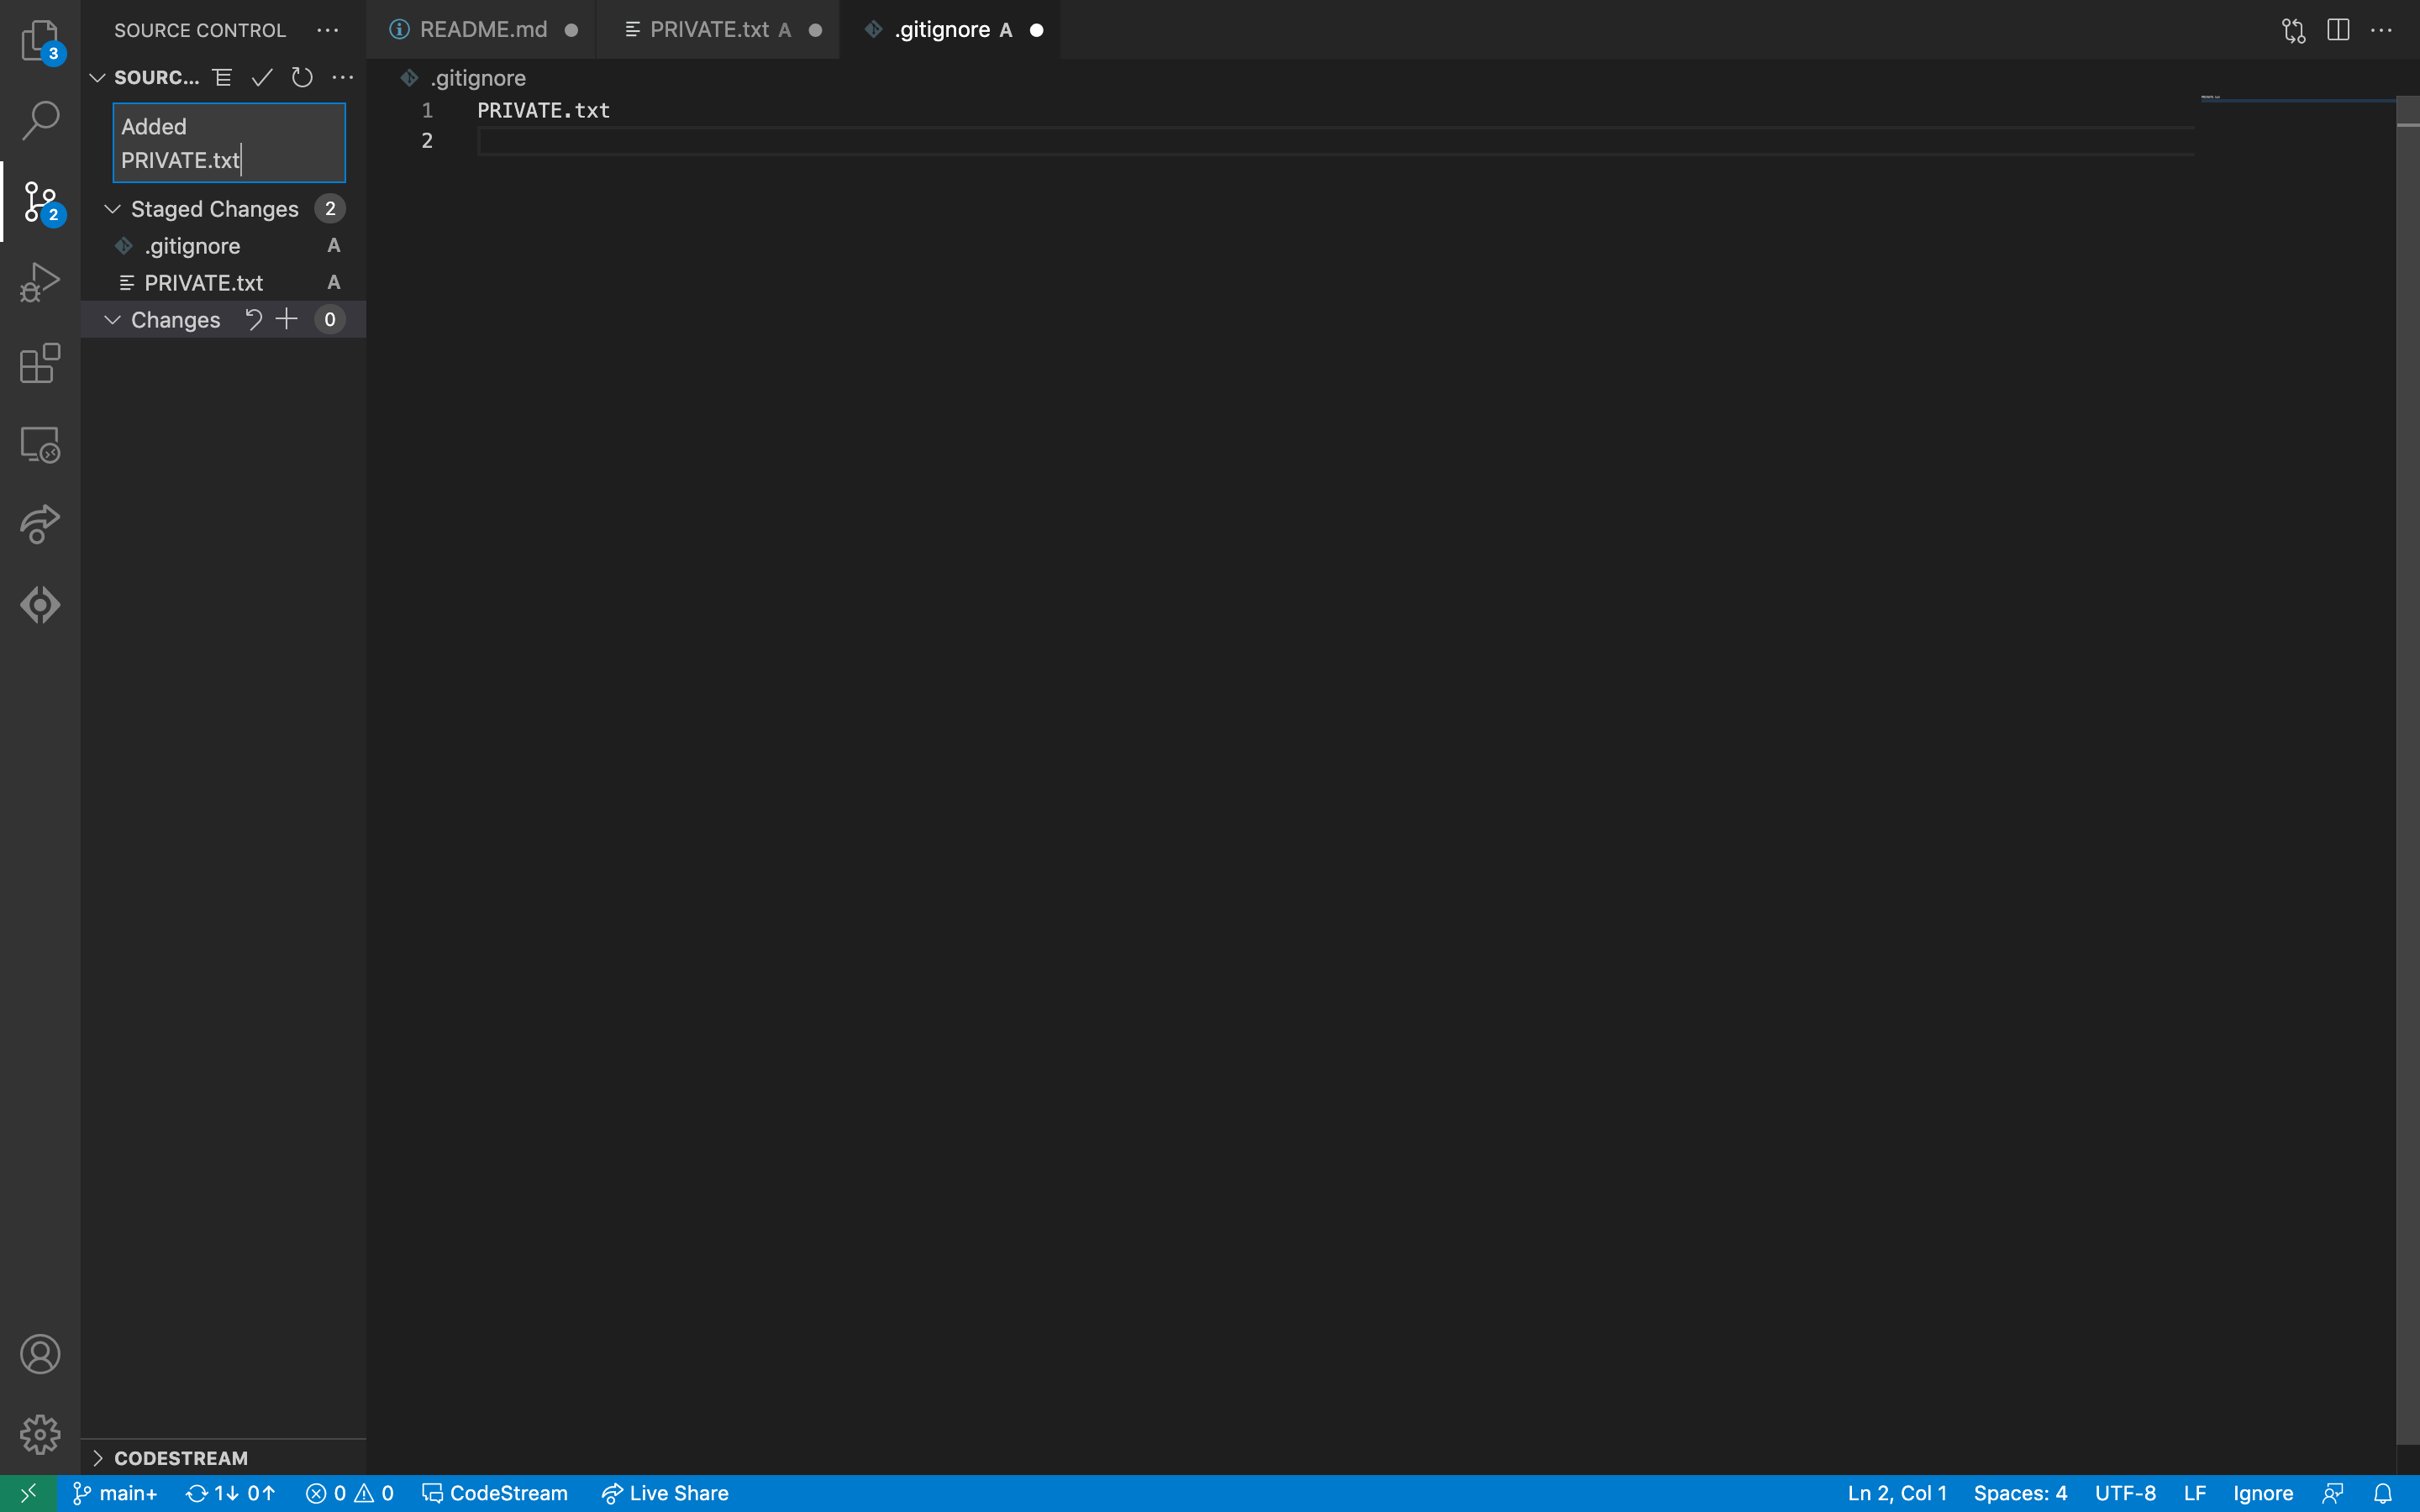 3
2
SOURCE CONTROL
SOURC...
Added
PRIVATE.txt
Staged Changes 2
.gitignore A
PRIVATE.txt A
Changes 0
CODESTREAM
README.md
PRIVATE.txt A
.gitignore A
.gitignore
1 PRIVATE.txt
2
main+ 1↓ 0↑ 0 0 CodeStream Live Share
Ln 2, Col 1 Spaces: 4 UTF-8 LF Ignore